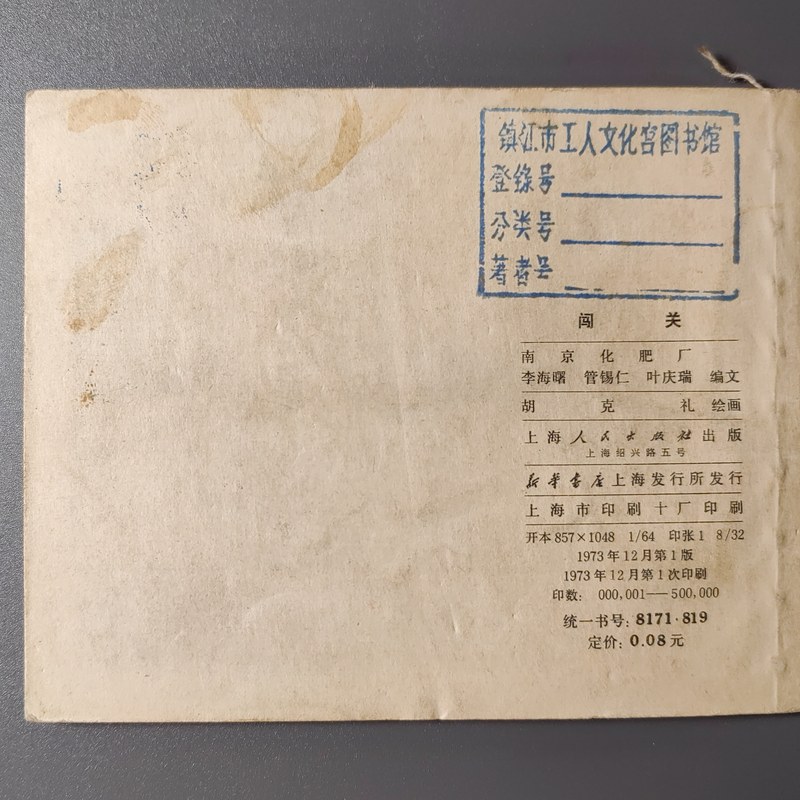 镇江市工人文化宫图书馆
登录号
分类号
著者号
闯 关
南京化肥厂
李海曙 管锡仁 叶庆瑞 编文
胡克礼 绘画
上海人民出版社出版
上海绍兴路五号
新华书店上海发行所发行
上海市印刷十厂印刷
开本 857×1048 1/64 印张 1 8/32
1973年12月第1版
1973年12月第1次印刷
印数: 000,001——500,000
统一书号: 8171·819
定价: 0.08元